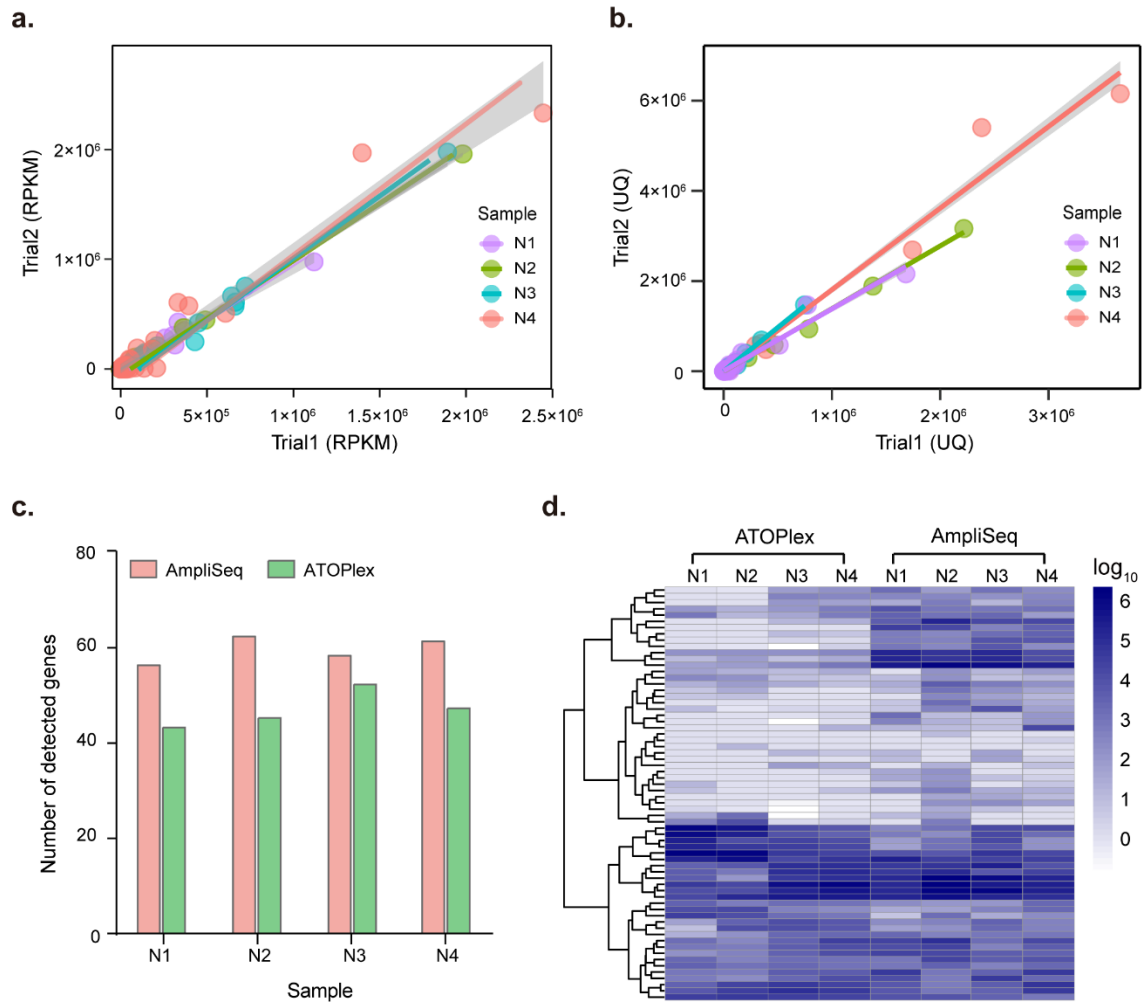 a.
Trial2 (RPKM)
2×10⁶
1×10⁶
0
0
5×10⁵
1×10⁶
1.5×10⁶
2×10⁶
2.5×10⁶
Trial1 (RPKM)
Sample
N1
N2
N3
N4
b.
Trial2 (UQ)
6×10⁶
4×10⁶
2×10⁶
0
0
1×10⁶
2×10⁶
3×10⁶
Trial1 (UQ)
Sample
N1
N2
N3
N4
c.
Number of detected genes
80
60
40
20
0
AmpliSeq
ATOPlex
N1
N2
N3
N4
Sample
d.
ATOPlex
AmpliSeq
N1
N2
N3
N4
N1
N2
N3
N4
log₁₀
6
5
4
3
2
1
0